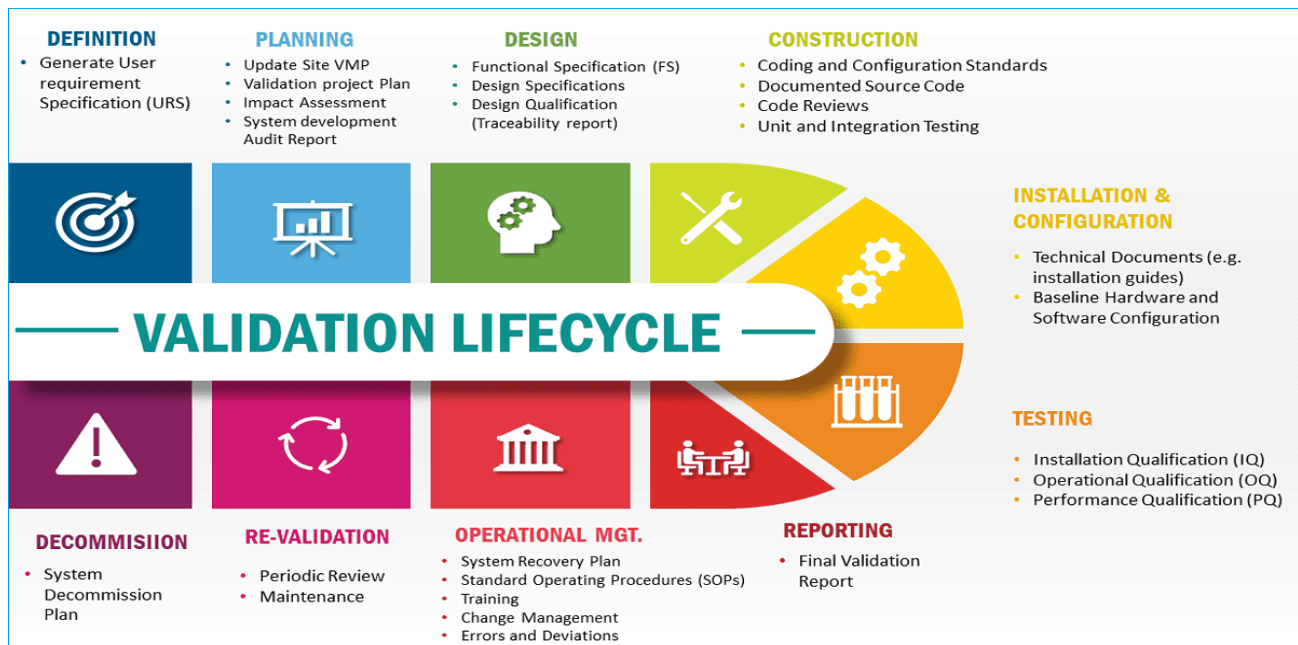 DEFINITION
• Generate User
requirement
Specification (URS)
PLANNING
• Update Site VMP
• Validation project Plan
• Impact Assessment
• System development
Audit Report
DESIGN
• Functional Specification (FS)
• Design Specifications
• Design Qualification
(Traceability report)
CONSTRUCTION
• Coding and Configuration Standards
• Documented Source Code
• Code Reviews
• Unit and Integration Testing
INSTALLATION &
CONFIGURATION
• Technical Documents (e.g.
installation guides)
• Baseline Hardware and
Software Configuration
VALIDATION LIFECYCLE
TESTING
• Installation Qualification (IQ)
• Operational Qualification (OQ)
• Performance Qualification (PQ)
REPORTING
• Final Validation
Report
OPERATIONAL MGT.
• System Recovery Plan
• Standard Operating Procedures (SOPs)
• Training
• Change Management
• Errors and Deviations
RE-VALIDATION
• Periodic Review
• Maintenance
DECOMMISIION
• System
Decommission
Plan